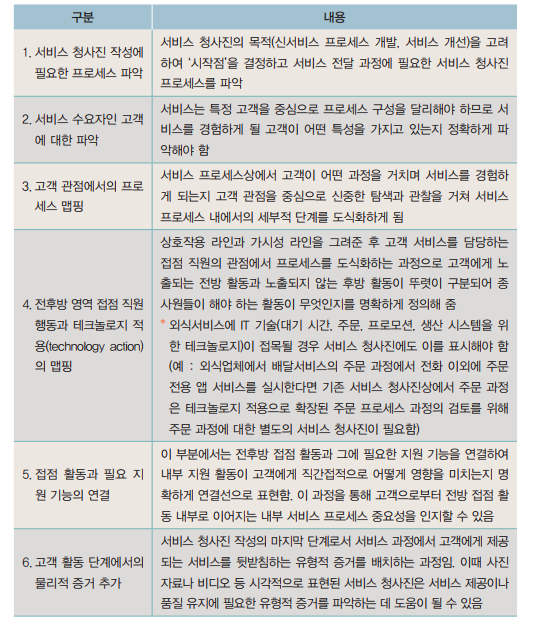 구분
내용
1. 서비스 청사진 작성에
필요한 프로세스 파악
서비스 청사진의 목적(신서비스 프로세스 개발, 서비스 개선)을 고려
하여 '시작점'을 결정하고 서비스 전달 과정에 필요한 서비스 청사진
프로세스를 파악
2. 서비스 수요자인 고객
에 대한 파악
서비스는 특정 고객을 중심으로 프로세스 구성을 달리해야 하므로 서
비스를 경험하게 될 고객이 어떤 특성을 가지고 있는지 정확하게 파
악해야 함
3. 고객 관점에서의 프로
세스 맵핑
서비스 프로세스상에서 고객이 어떤 과정을 거치며 서비스를 경험하
게 되는지 고객 관점을 중심으로 신중한 탐색과 관찰을 거쳐 서비스
프로세스 내에서의 세부적 단계를 도식화하게 됨
4. 전후방 영역 접점 직원
행동과 테크놀로지 적
용(technology action)
의 맵핑
상호작용 라인과 가시성 라인을 그려준 후 고객 서비스를 담당하는
접점 직원의 관점에서 프로세스를 도식화하는 과정으로 고객에게 노
출되는 전방 활동과 노출되지 않는 후방 활동이 뚜렷이 구분되어 종
사원들이 해야 하는 활동이 무엇인지를 명확하게 정의해 줌
* 외식서비스에 IT 기술(대기 시간, 주문, 프로모션, 생산 시스템을 위
한 테크놀로지)이 접목될 경우 서비스 청사진에도 이를 표시해야 함
(예 : 외식업체에서 배달서비스의 주문 과정에서 전화 이외에 주문
전용 앱 서비스를 실시한다면 기존 서비스 청사진상에서 주문 과정
은 테크놀로지 적용으로 확장된 주문 프로세스 과정의 검토를 위해
주문 과정에 대한 별도의 서비스 청사진이 필요함)
5. 접점 활동과 필요 지
원 기능의 연결
이 부분에서는 전후방 접점 활동과 그에 필요한 지원 기능을 연결하여
내부 지원 활동이 고객에게 직간접적으로 어떻게 영향을 미치는지 명
확하게 연결선으로 표현함. 이 과정을 통해 고객으로부터 전방 접점 활
동 내부로 이어지는 내부 서비스 프로세스 중요성을 인지할 수 있음
6. 고객 활동 단계에서의
물리적 증거 추가
서비스 청사진 작성의 마지막 단계로서 서비스 과정에서 고객에게 제공
되는 서비스를 뒷받침하는 유형적 증거를 배치하는 과정임. 이때 사진
자료나 비디오 등 시각적으로 표현된 서비스 청사진은 서비스 제공이나
품질 유지에 필요한 유형적 증거를 파악하는 데 도움이 될 수 있음